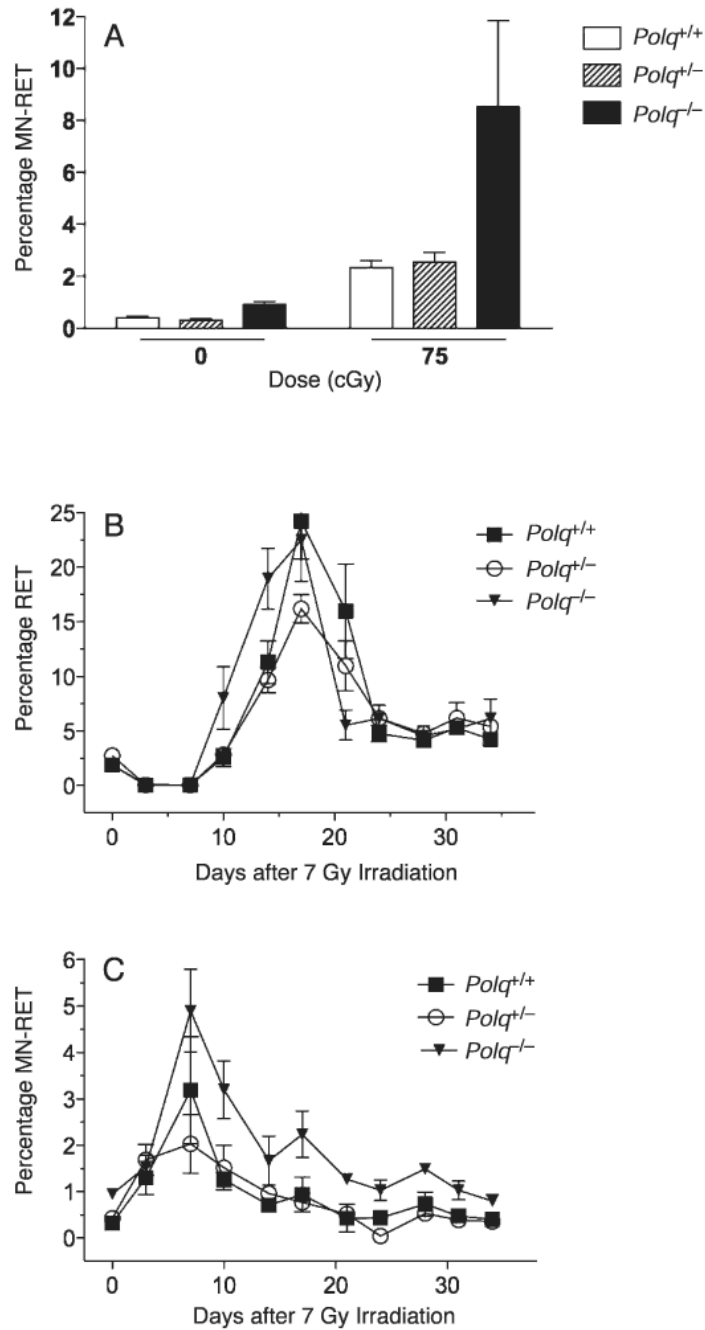 A
Polq+/+
Polq+/−
Polq−/−
Percentage MN-RET
12
10
8
6
4
2
0
0 75
Dose (cGy)
B
Polq+/+
Polq+/−
Polq−/−
Percentage RET
25
20
15
10
5
0
0 10 20 30
Days after 7 Gy Irradiation
C
Polq+/+
Polq+/−
Polq−/−
Percentage MN-RET
6
5
4
3
2
1
0
0 10 20 30
Days after 7 Gy Irradiation